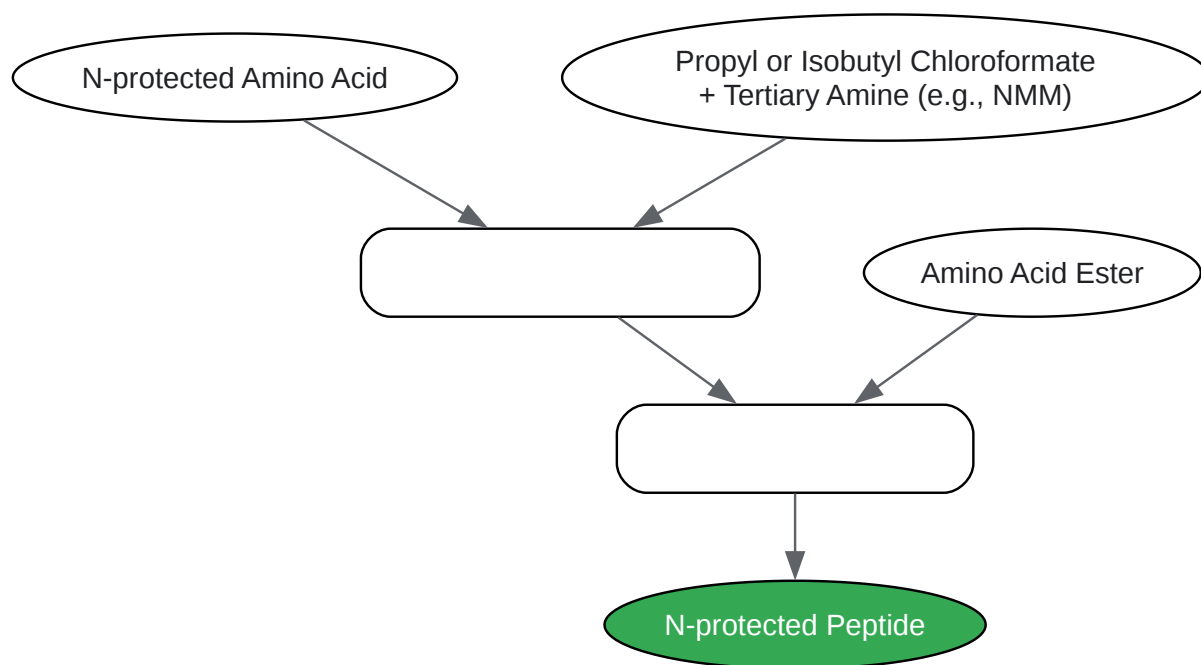 N-protected Amino Acid
Propyl or Isobutyl Chloroformate
+ Tertiary Amine (e.g., NMM)
Amino Acid Ester
N-protected Peptide